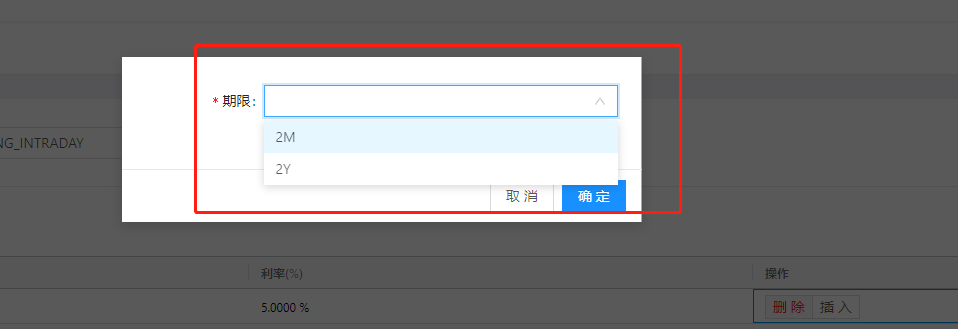 * 期限:
2M
NG_INTRADAY
2Y
取 消
确 定
利率(%)
操作
5.0000 %
删 除
插 入